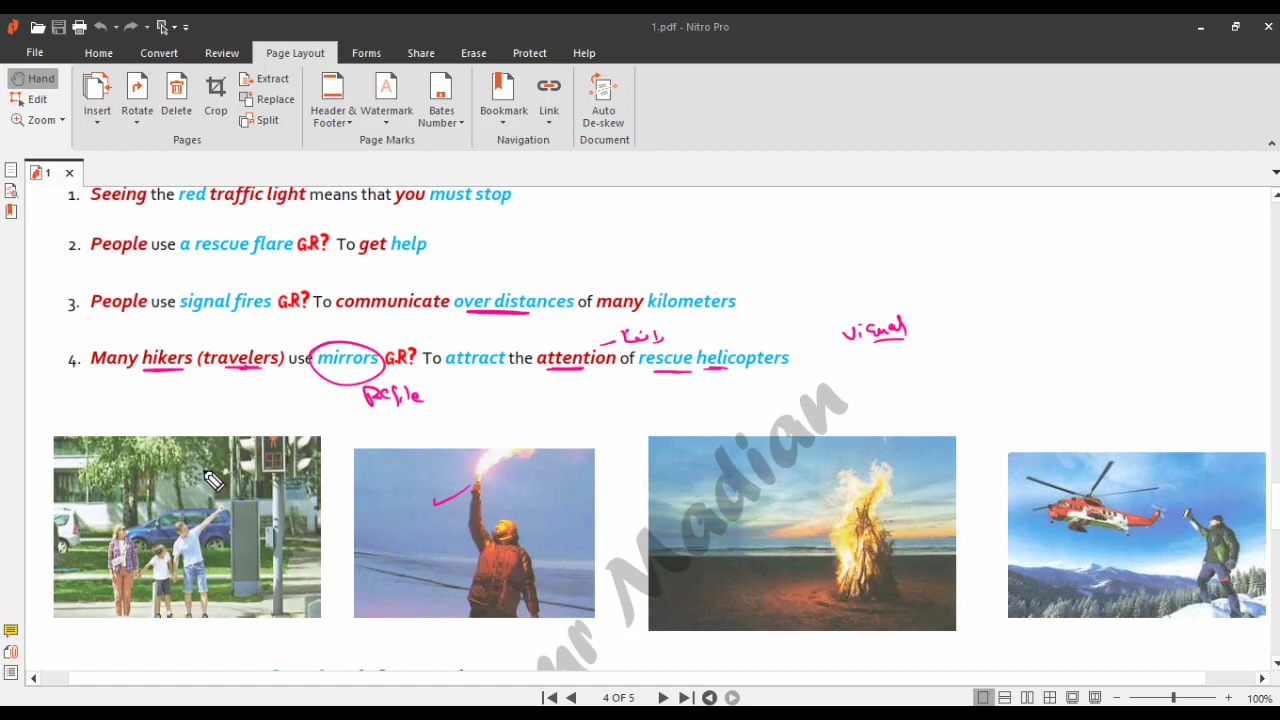 1.pdf - Nitro Pro
File Home Convert Review Page Layout Forms Share Erase Protect Help
Hand
Edit
Zoom
Insert Rotate Delete Crop
Extract
Replace
Split
Pages
Header & Footer Watermark Bates Number
Page Marks
Bookmark Link
Navigation
Auto De-skew
Document
1
1. Seeing the red traffic light means that you must stop
2. People use a rescue flare G.R? To get help
3. People use signal fires G.R? To communicate over distances of many kilometers
visual
4. Many hikers (travelers) use mirrors G.R? To attract the attention of rescue helicopters
Madian
4 OF 5
100%